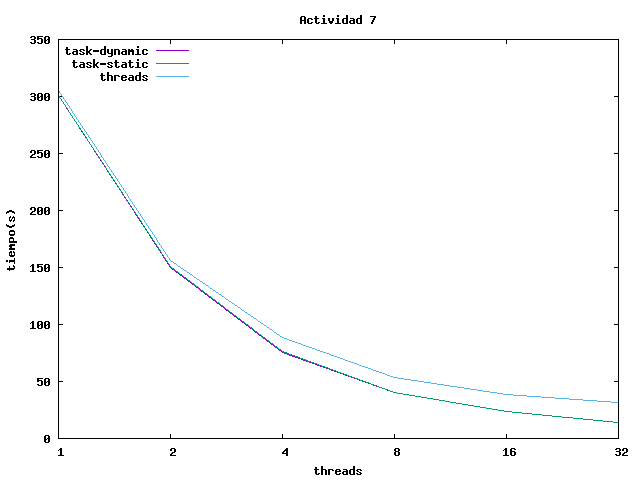 Actividad 7
350
task-dynamic
task-static
threads
300
250
200
150
100
50
0
tiempo(s)
1 2 4 8 16 32
threads